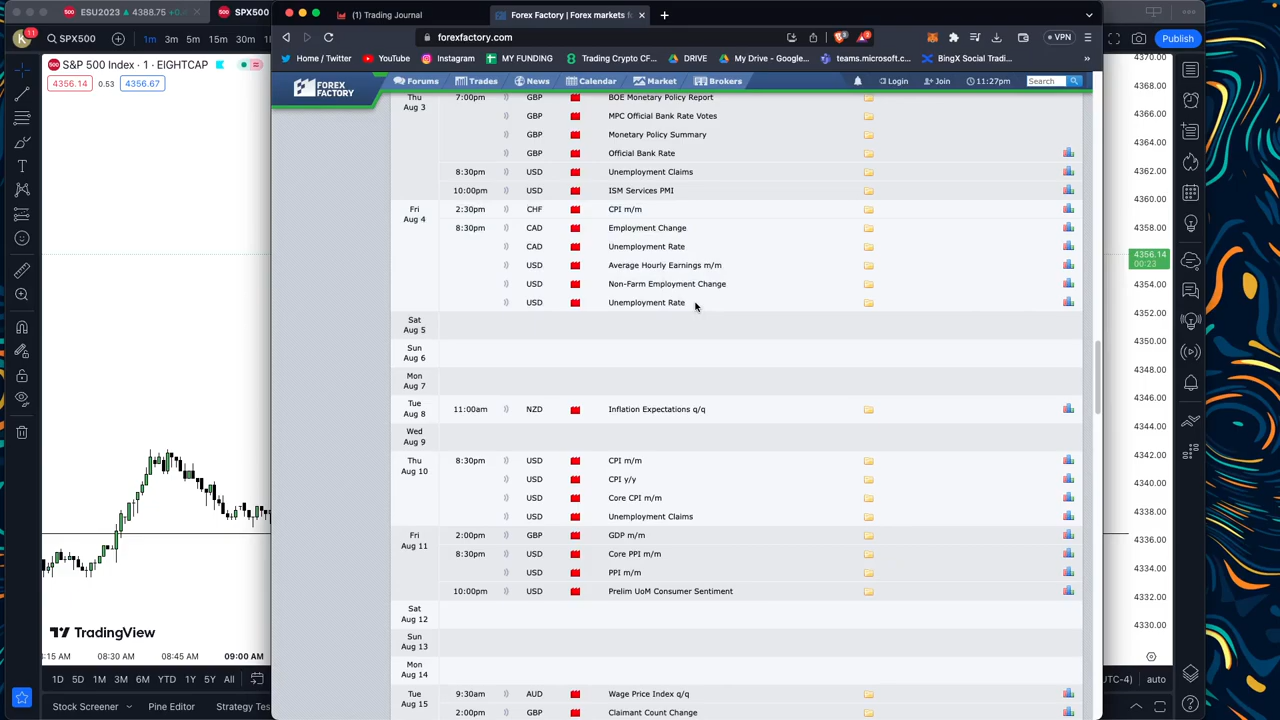 ESU2023 4388.75 +0.
SPX500
(1) Trading Journal
Forex Factory | Forex markets f
11
SPX500
1m 3m 5m 15m 30m
forexfactory.com
VPN
Publish
Home / Twitter
YouTube
Instagram
MY FUNDING
Trading Crypto CF...
DRIVE
My Drive - Google...
teams.microsoft.c...
BingX Social Tradi...
S&P 500 Index · 1 · EIGHTCAP
4356.14 0.53 4356.67
FOREX FACTORY
Forums Trades News Calendar Market Brokers
Login Join 11:27pm Search
Thu Aug 3 7:00pm GBP BOE Monetary Policy Report
GBP MPC Official Bank Rate Votes
GBP Monetary Policy Summary
GBP Official Bank Rate
8:30pm USD Unemployment Claims
10:00pm USD ISM Services PMI
Fri Aug 4 2:30pm CHF CPI m/m
8:30pm CAD Employment Change
CAD Unemployment Rate
USD Average Hourly Earnings m/m
USD Non-Farm Employment Change
USD Unemployment Rate
Sat Aug 5
Sun Aug 6
Mon Aug 7
Tue Aug 8 11:00am NZD Inflation Expectations q/q
Wed Aug 9
Thu Aug 10 8:30pm USD CPI m/m
USD CPI y/y
USD Core CPI m/m
USD Unemployment Claims
Fri Aug 11 2:00pm GBP GDP m/m
8:30pm USD Core PPI m/m
USD PPI m/m
10:00pm USD Prelim UoM Consumer Sentiment
Sat Aug 12
Sun Aug 13
Mon Aug 14
Tue Aug 15 9:30am AUD Wage Price Index q/q
2:00pm GBP Claimant Count Change
4370.00
4368.00
4366.00
4364.00
4362.00
4360.00
4358.00
4356.14
00:23
4354.00
4352.00
4350.00
4348.00
4346.00
4344.00
4342.00
4340.00
4338.00
4336.00
4334.00
4332.00
4330.00
TradingView
:15 AM 08:30 AM 08:45 AM 09:00 AM
1D 5D 1M 3M 6M YTD 1Y 5Y All
UTC-4) auto
Stock Screener Pine Editor Strategy Tes